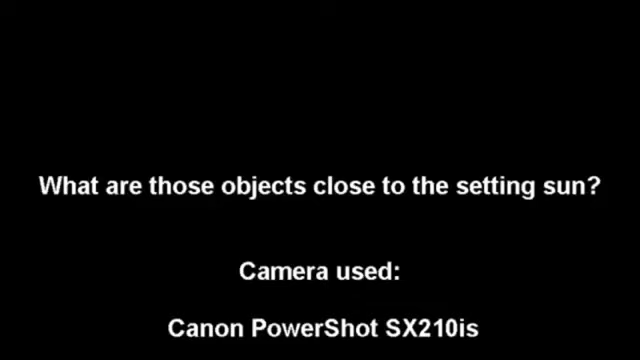 What are those objects close to the setting sun?
Camera used:
Canon PowerShot SX210is